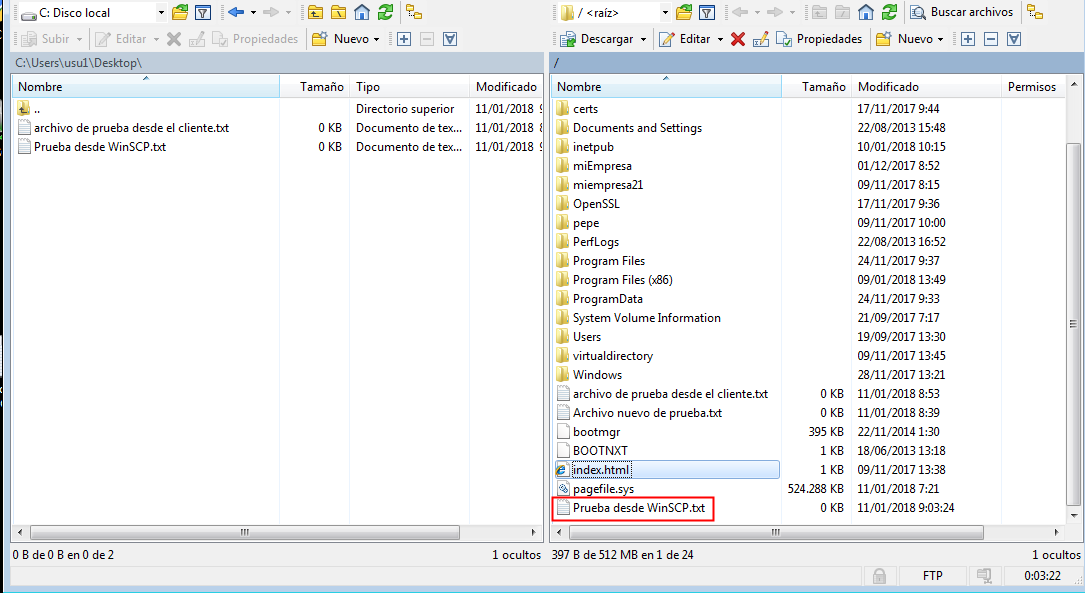 C: Disco local
Subir Editar Propiedades Nuevo
C:\Users\usu1\Desktop\
Nombre Tamaño Tipo Modificado
.. Directorio superior 11/01/2018 9
archivo de prueba desde el cliente.txt 0 KB Documento de tex... 11/01/2018 8
Prueba desde WinSCP.txt 0 KB Documento de tex... 11/01/2018 9
0 B de 0 B en 0 de 2 1 ocultos
/ <raíz> Buscar archivos
Descargar Editar Propiedades Nuevo
/
Nombre Tamaño Modificado Permisos
certs 17/11/2017 9:44
Documents and Settings 22/08/2013 15:48
inetpub 10/01/2018 10:15
miEmpresa 01/12/2017 8:52
miempresa21 09/11/2017 8:15
OpenSSL 17/11/2017 9:36
pepe 09/11/2017 10:00
PerfLogs 22/08/2013 16:52
Program Files 24/11/2017 9:37
Program Files (x86) 09/01/2018 13:49
ProgramData 24/11/2017 9:33
System Volume Information 21/09/2017 7:17
Users 19/09/2017 13:30
virtualdirectory 09/11/2017 13:45
Windows 28/11/2017 13:21
archivo de prueba desde el cliente.txt 0 KB 11/01/2018 8:53
Archivo nuevo de prueba.txt 0 KB 11/01/2018 8:39
bootmgr 395 KB 22/11/2014 1:30
BOOTNXT 1 KB 18/06/2013 13:18
index.html 1 KB 09/11/2017 13:38
pagefile.sys 524.288 KB 11/01/2018 7:21
Prueba desde WinSCP.txt 0 KB 11/01/2018 9:03:24
397 B de 512 MB en 1 de 24 1 ocultos
FTP 0:03:22